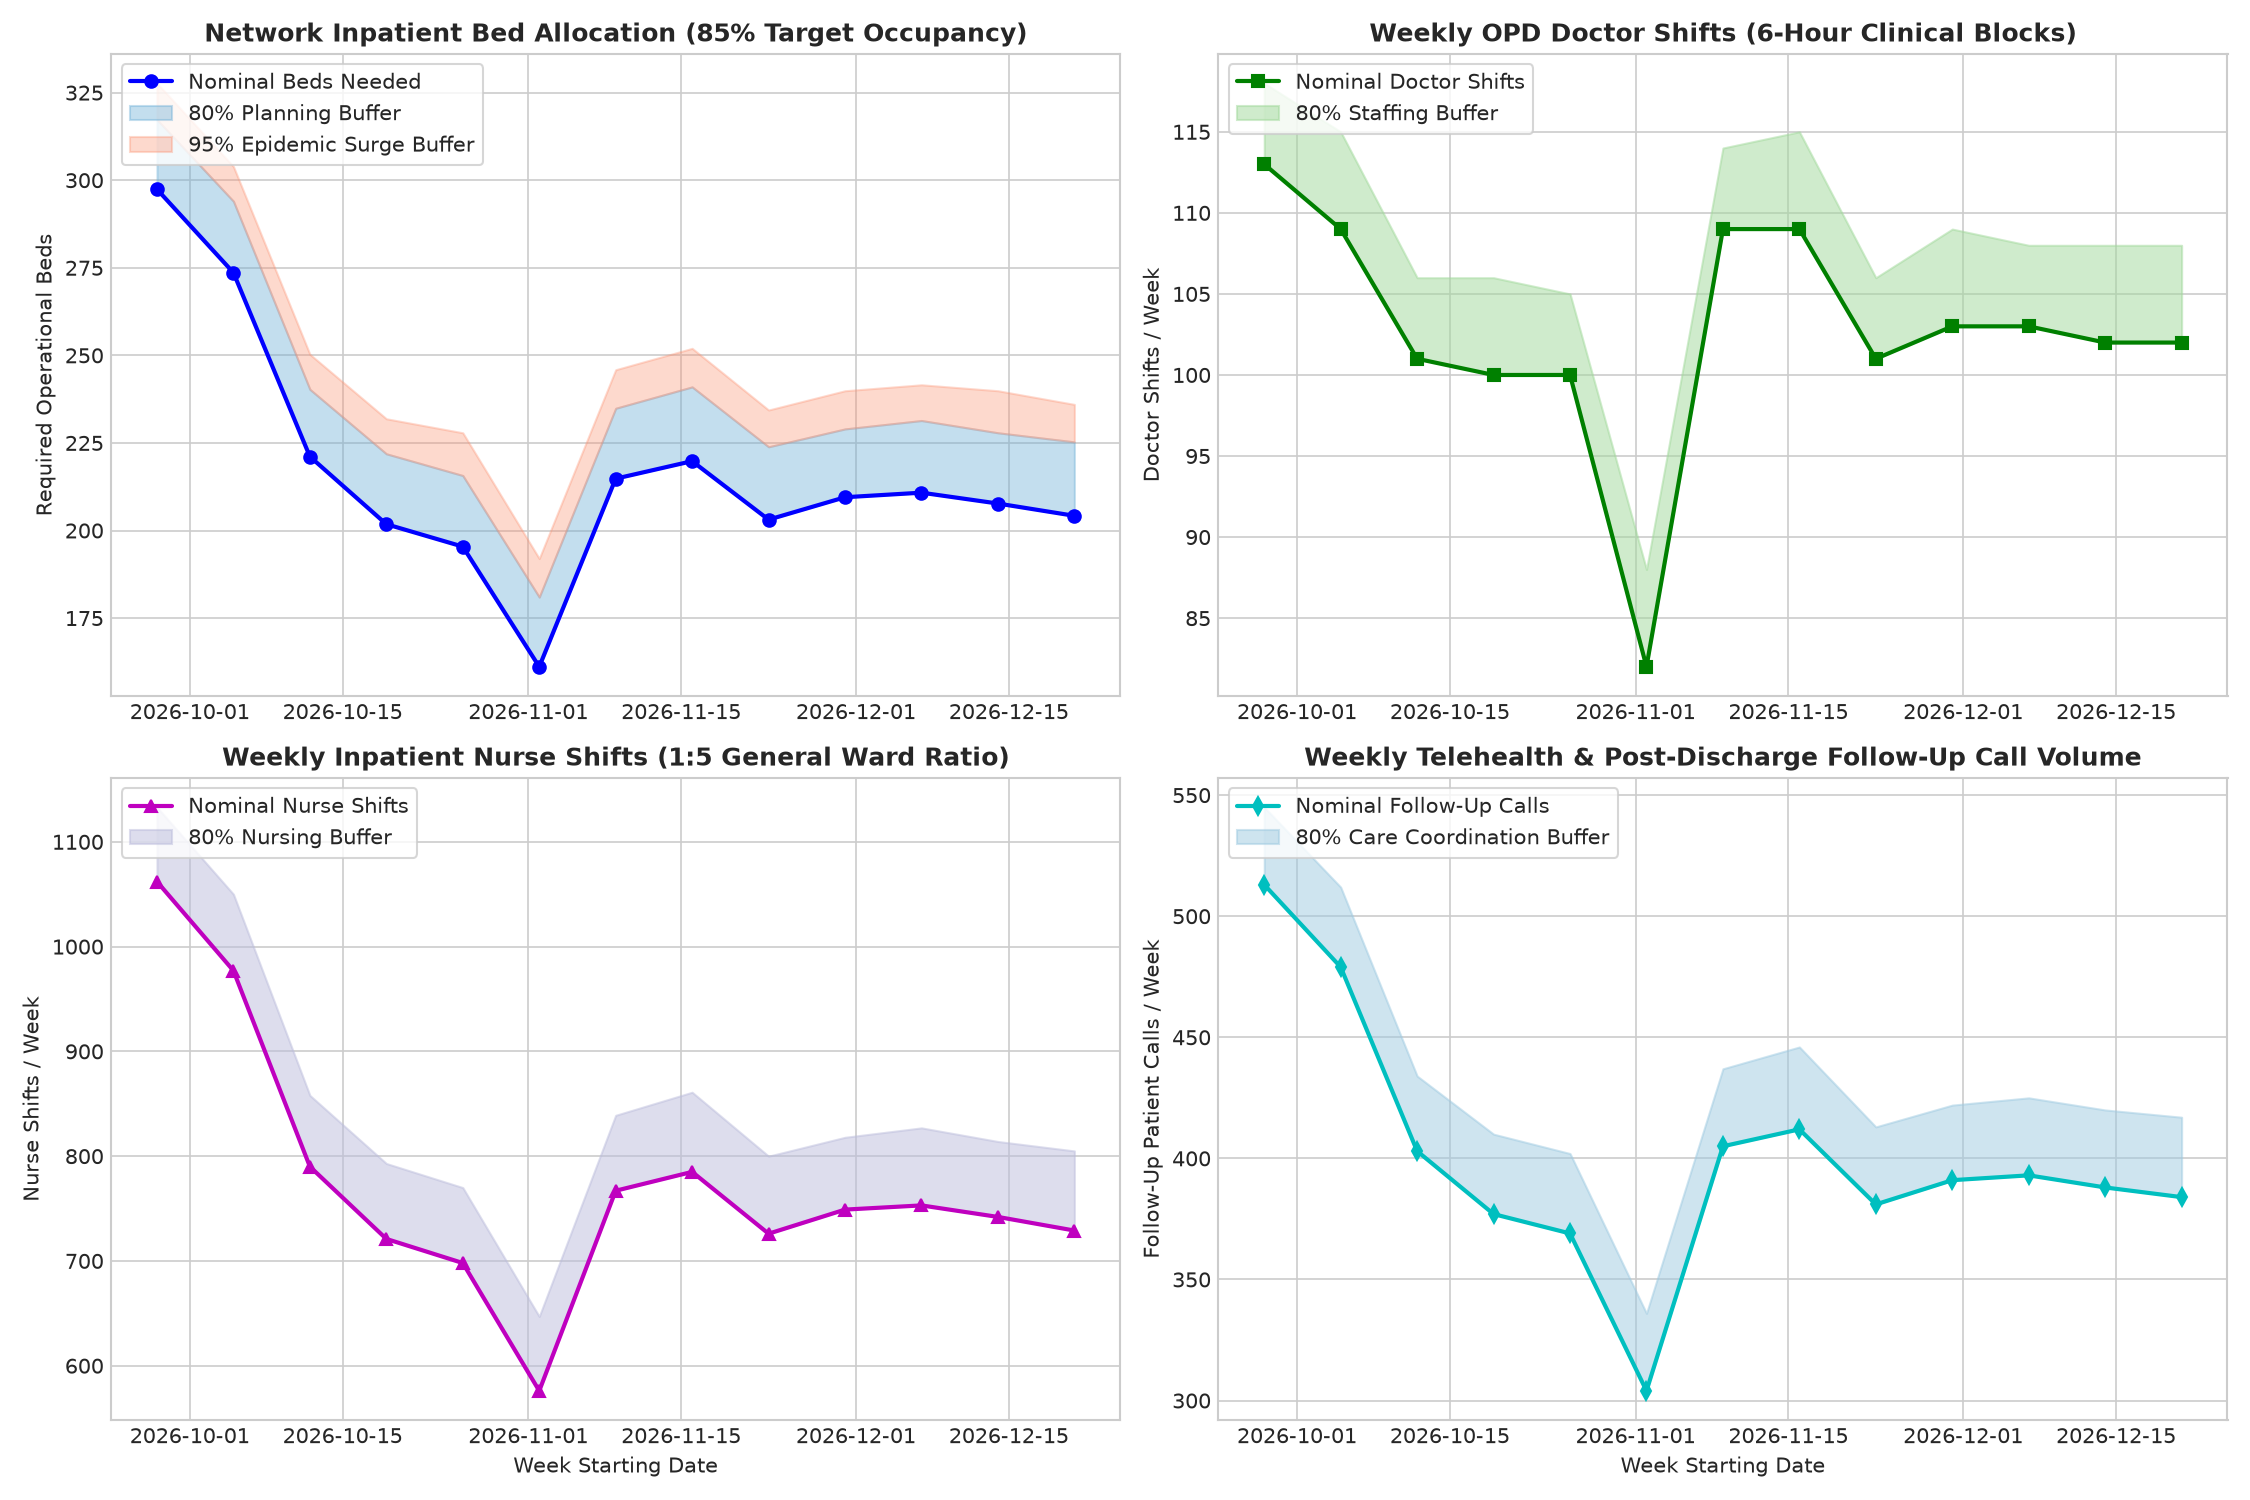 Network Inpatient Bed Allocation (85% Target Occupancy)
Nominal Beds Needed
80% Planning Buffer
95% Epidemic Surge Buffer
Required Operational Beds
325
300
275
250
225
200
175
2026-10-01 2026-10-15 2026-11-01 2026-11-15 2026-12-01 2026-12-15
Weekly OPD Doctor Shifts (6-Hour Clinical Blocks)
Nominal Doctor Shifts
80% Staffing Buffer
Doctor Shifts / Week
115
110
105
100
95
90
85
2026-10-01 2026-10-15 2026-11-01 2026-11-15 2026-12-01 2026-12-15
Weekly Inpatient Nurse Shifts (1:5 General Ward Ratio)
Nominal Nurse Shifts
80% Nursing Buffer
Nurse Shifts / Week
1100
1000
900
800
700
600
2026-10-01 2026-10-15 2026-11-01 2026-11-15 2026-12-01 2026-12-15
Week Starting Date
Weekly Telehealth & Post-Discharge Follow-Up Call Volume
Nominal Follow-Up Calls
80% Care Coordination Buffer
Follow-Up Patient Calls / Week
550
500
450
400
350
300
2026-10-01 2026-10-15 2026-11-01 2026-11-15 2026-12-01 2026-12-15
Week Starting Date